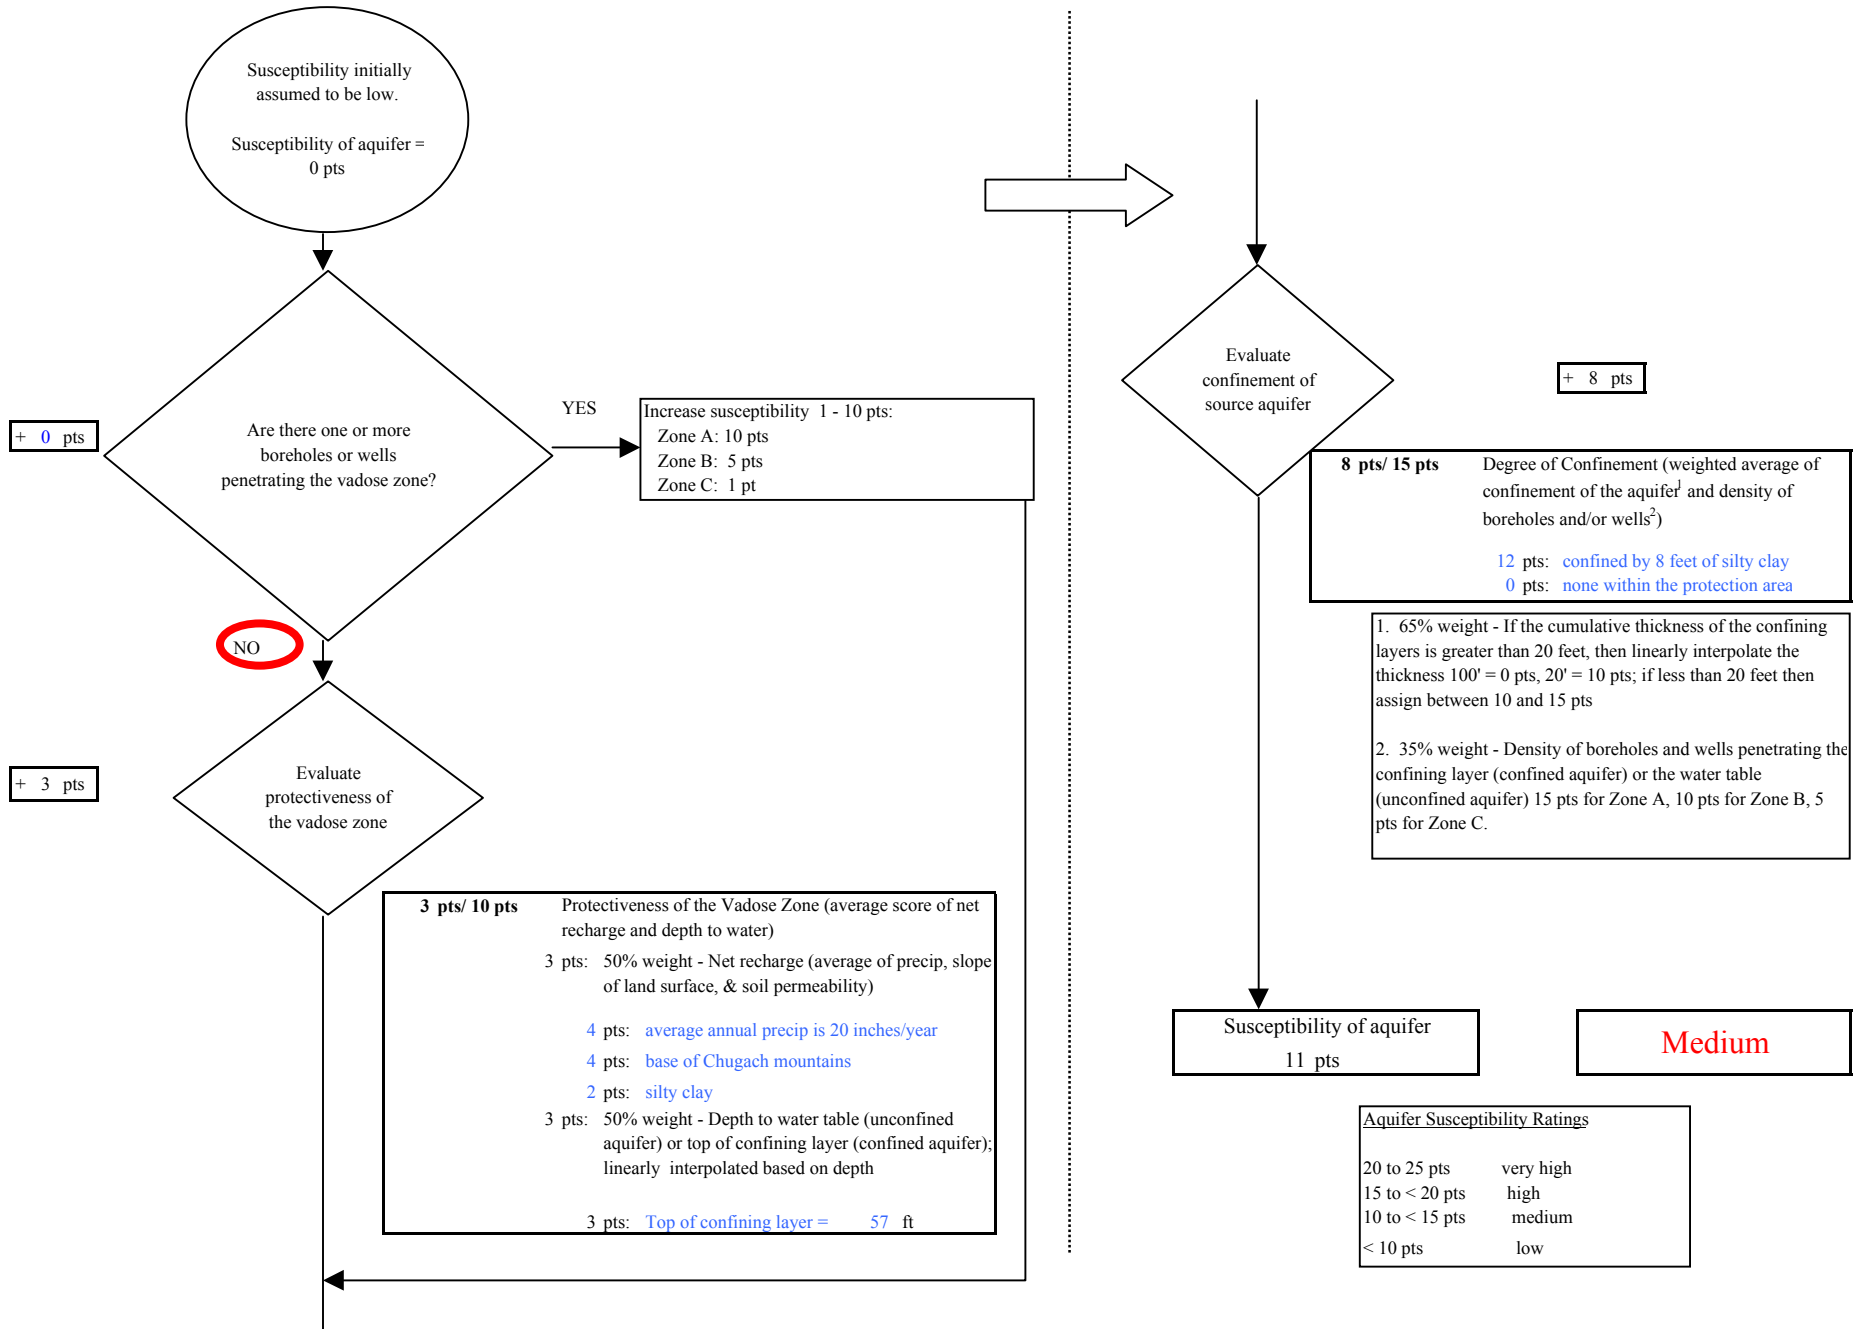 Susceptibility initially
assumed to be low.
Susceptibility of aquifer =
0 pts
+ 0 pts
Are there one or more
boreholes or wells
penetrating the vadose zone?
YES
Increase susceptibility 1 - 10 pts:
Zone A: 10 pts
Zone B: 5 pts
Zone C: 1 pt
NO
+ 3 pts
Evaluate
protectiveness of
the vadose zone
3 pts/ 10 pts Protectiveness of the Vadose Zone (average score of net
recharge and depth to water)
3 pts: 50% weight - Net recharge (average of precip, slope
of land surface, & soil permeability)
4 pts: average annual precip is 20 inches/year
4 pts: base of Chugach mountains
2 pts: silty clay
3 pts: 50% weight - Depth to water table (unconfined
aquifer) or top of confining layer (confined aquifer);
linearly interpolated based on depth
3 pts: Top of confining layer = 57 ft
Evaluate
confinement of
source aquifer
+ 8 pts
8 pts/ 15 pts Degree of Confinement (weighted average of
confinement of the aquifer1 and density of
boreholes and/or wells2)
12 pts: confined by 8 feet of silty clay
0 pts: none within the protection area
1. 65% weight - If the cumulative thickness of the confining
layers is greater than 20 feet, then linearly interpolate the
thickness 100' = 0 pts, 20' = 10 pts; if less than 20 feet then
assign between 10 and 15 pts
2. 35% weight - Density of boreholes and wells penetrating the
confining layer (confined aquifer) or the water table
(unconfined aquifer) 15 pts for Zone A, 10 pts for Zone B, 5
pts for Zone C.
Susceptibility of aquifer
11 pts
Medium
Aquifer Susceptibility Ratings
20 to 25 pts very high
15 to < 20 pts high
10 to < 15 pts medium
< 10 pts low